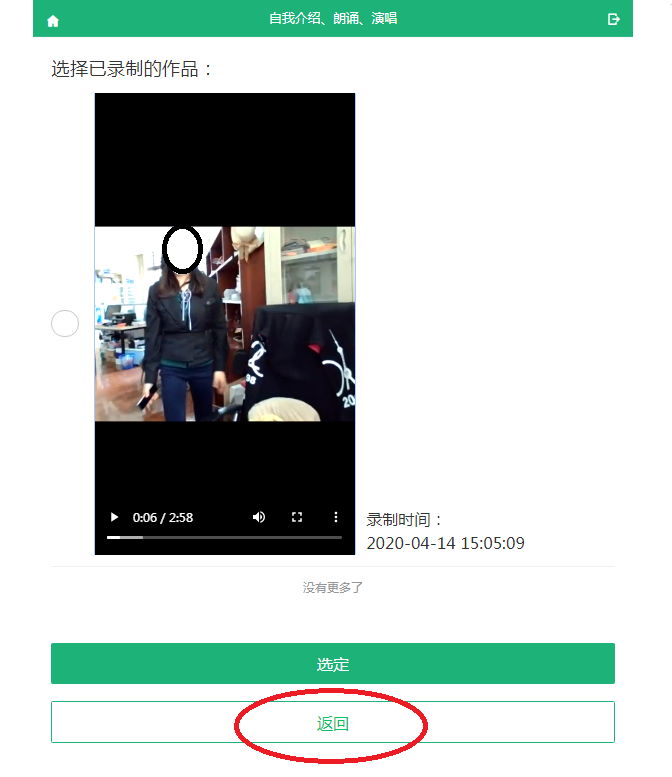 自我介绍、朗诵、演唱
选择已录制的作品：
98
20
0:06 / 2:58
录制时间：
2020-04-14 15:05:09
没有更多了
选定
返回